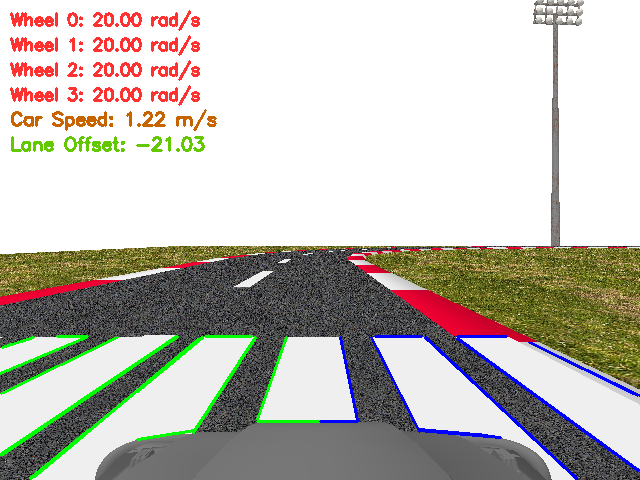 Wheel 0: 20.00 rad/s
Wheel 1: 20.00 rad/s
Wheel 2: 20.00 rad/s
Wheel 3: 20.00 rad/s
Car Speed: 1.22 m/s
Lane Offset: -21.03